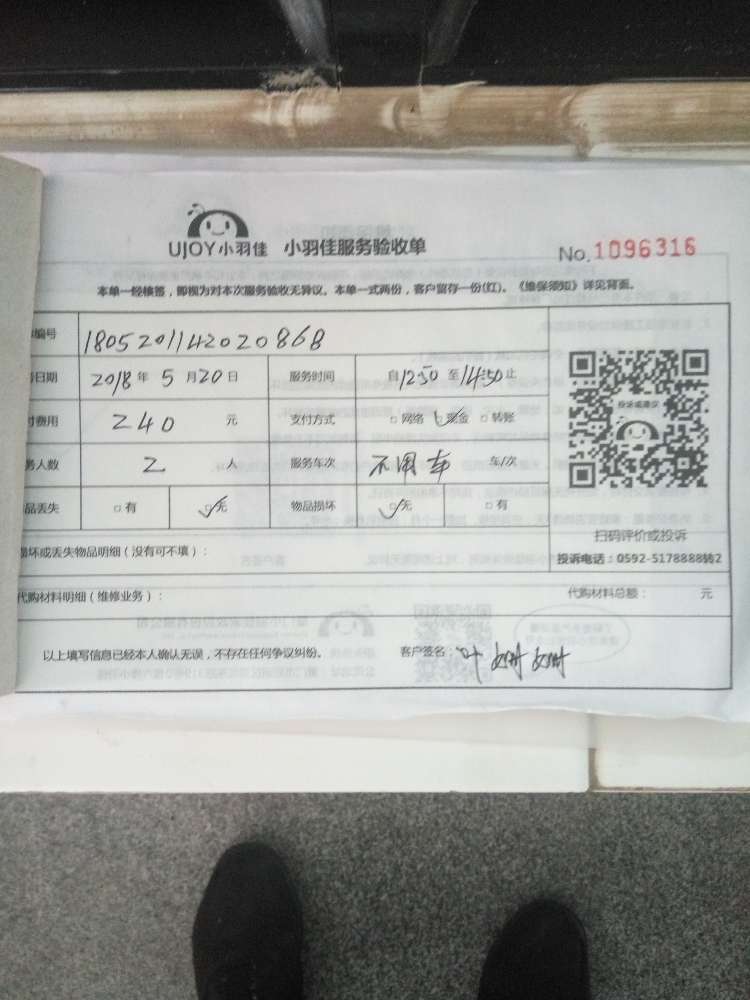 UJOY小羽佳 小羽佳服务验收单 No.1096316
本单一经核签，即视为对本次服务验收无异议。本单一式两份，客户留存一份(红)。《维保须知》详见背面。
编号 1805201142020868
日期 2018年5月20日 服务时间 自1250至1450止
费用 240 元 支付方式 □网络 □现金 □转账
人数 2 人 服务车次 不用车 车/次
品丢失 □有 □无 物品损坏 □无 □有
投诉或建议
扫码评价或投诉
投诉电话：0592-5178888转2
损坏或丢失物品明细（没有可不填）：
代购材料明细（维修业务）： 代购材料总额： 元
以上填写信息已经本人确认无误，不存在任何争议纠纷。 客户签名：叶